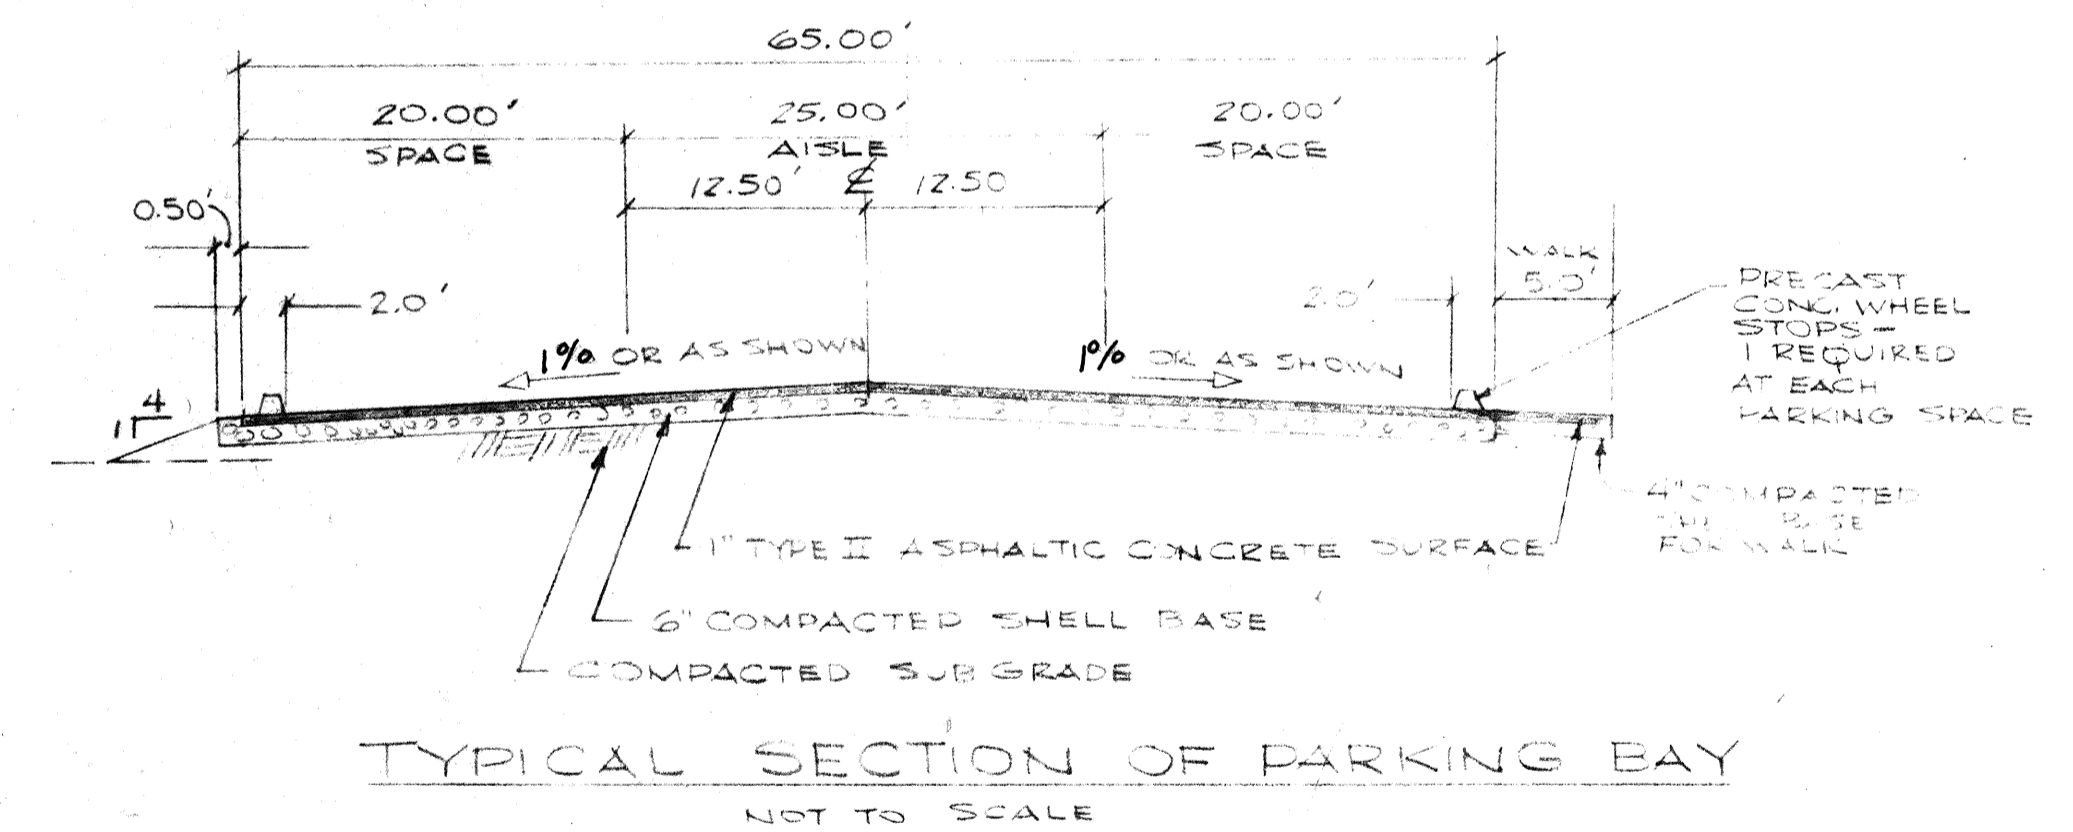 65.00'
20.00'
SPACE
25.00'
AISLE
20.00'
SPACE
12.50' ℄ 12.50
0.50'
2.0'
2.0'
WALK
5.0'
PRECAST
CONC. WHEEL
STOPS -
1 REQUIRED
AT EACH
PARKING SPACE
1% OR AS SHOWN
1% OR AS SHOWN
4
1
4" COMPACTED
BASE
FOR WALK
1" TYPE II ASPHALTIC CONCRETE SURFACE
6" COMPACTED SHELL BASE
COMPACTED SUBGRADE
TYPICAL SECTION OF PARKING BAY
NOT TO SCALE